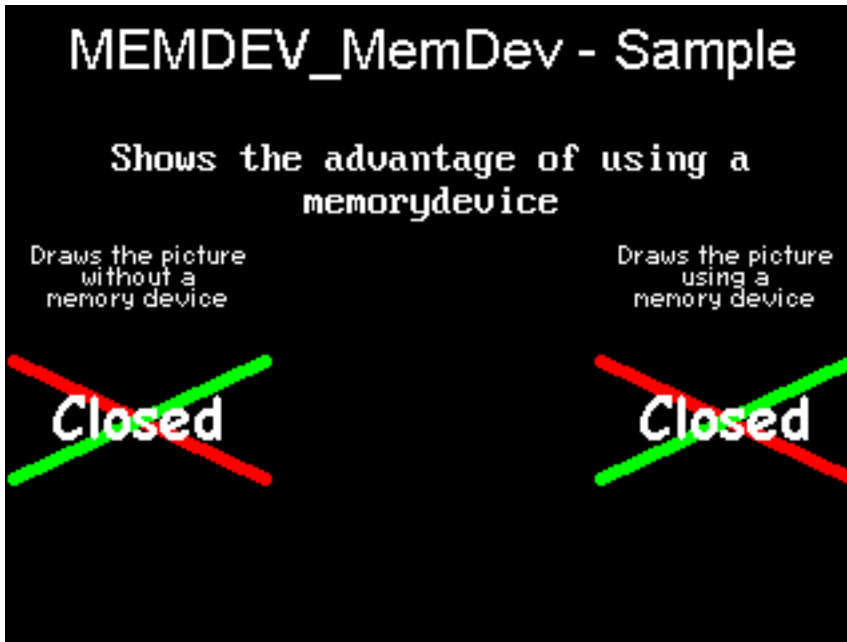 MEMDEV_MemDev - Sample
Shows the advantage of using a
memorydevice
Draws the picture
without a
memory device
Draws the picture
using a
memory device
Closed
Closed